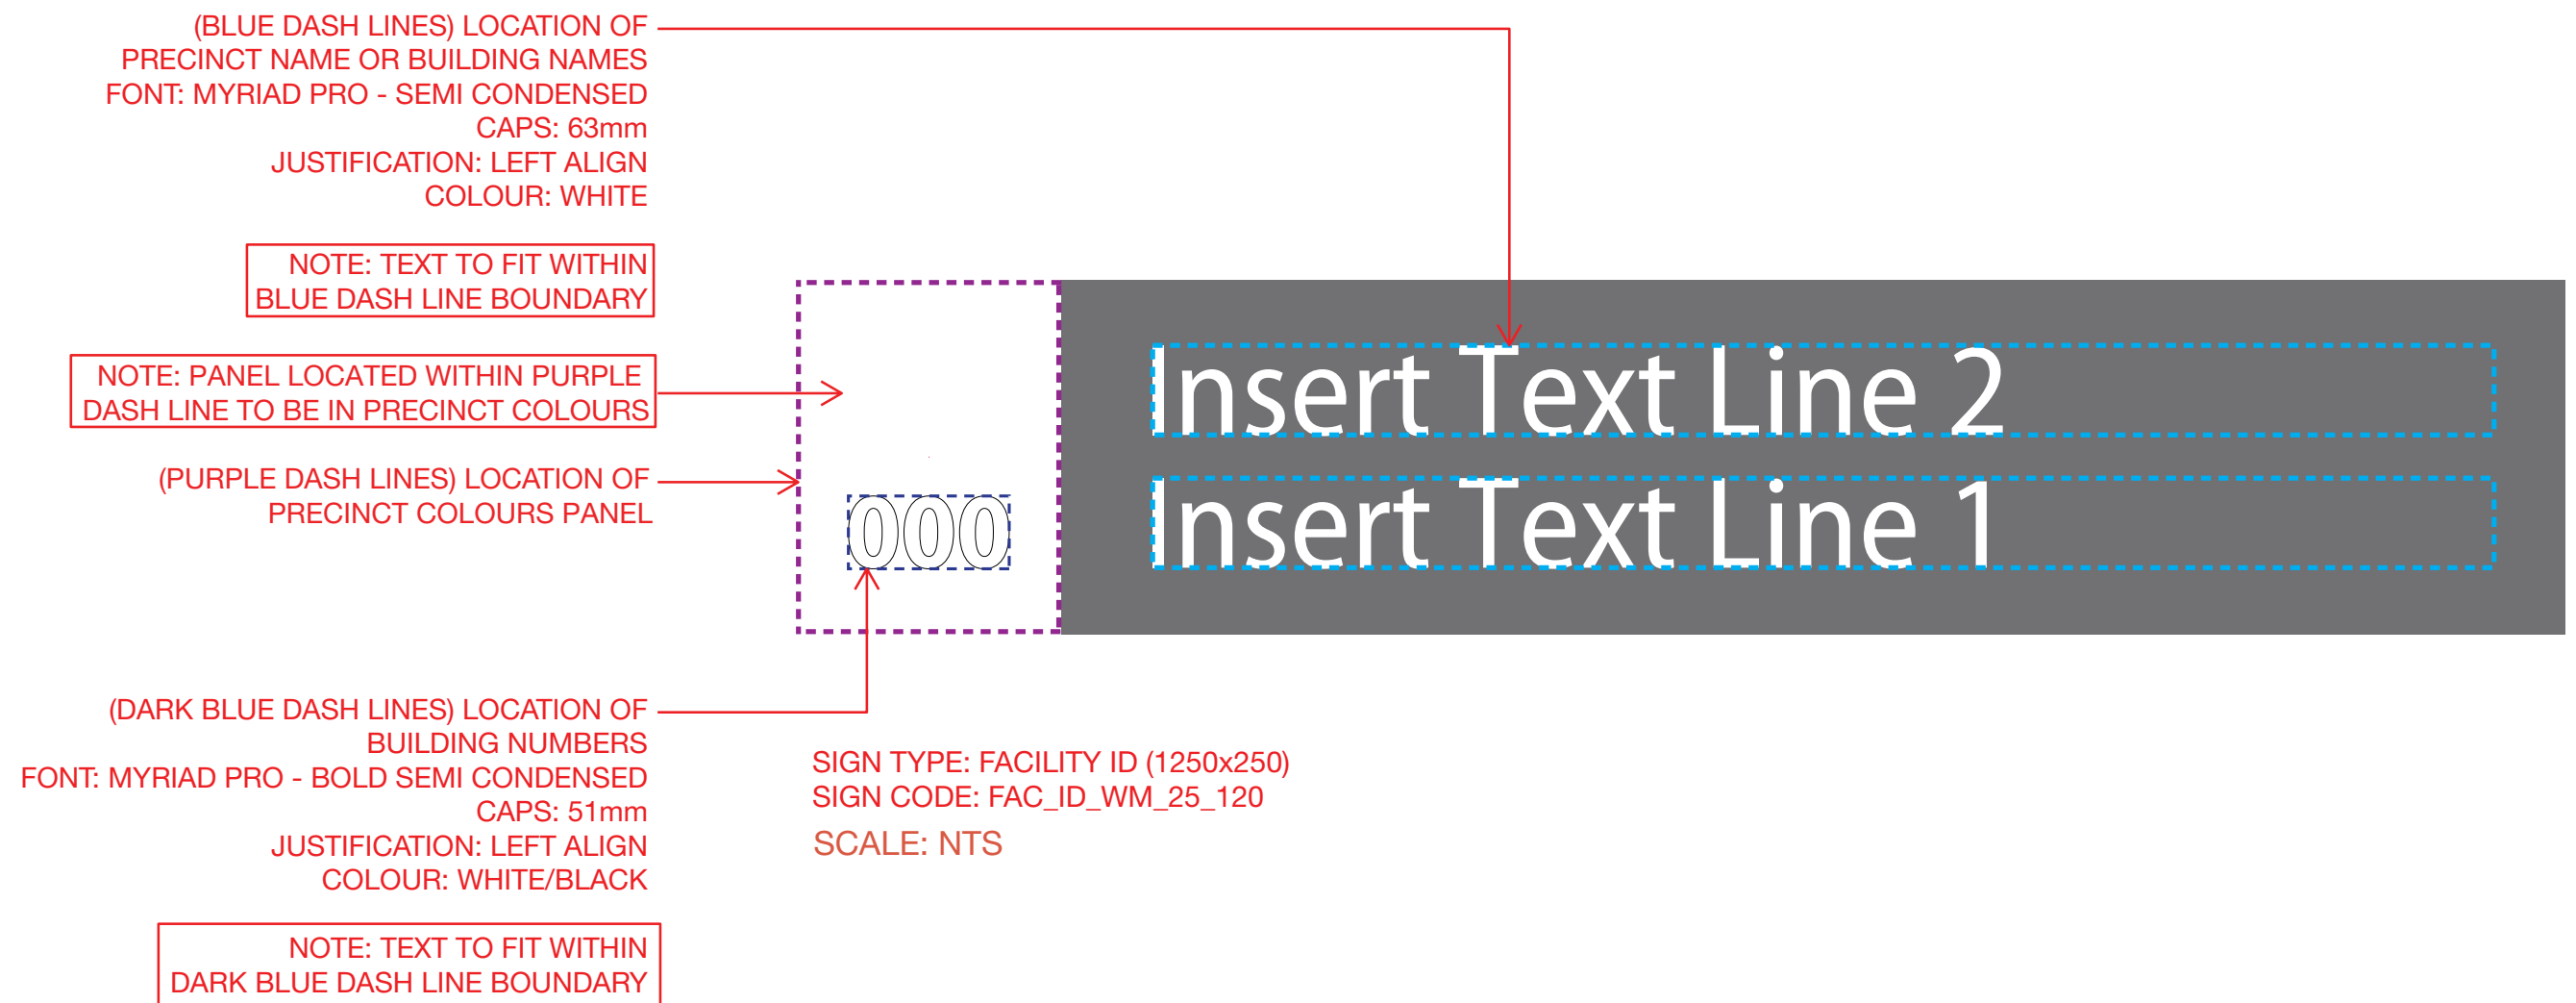 (BLUE DASH LINES) LOCATION OF
PRECINCT NAME OR BUILDING NAMES
FONT: MYRIAD PRO - SEMI CONDENSED
CAPS: 63mm
JUSTIFICATION: LEFT ALIGN
COLOUR: WHITE
NOTE: TEXT TO FIT WITHIN
BLUE DASH LINE BOUNDARY
NOTE: PANEL LOCATED WITHIN PURPLE
DASH LINE TO BE IN PRECINCT COLOURS
(PURPLE DASH LINES) LOCATION OF
PRECINCT COLOURS PANEL
000
Insert Text Line 2
Insert Text Line 1
(DARK BLUE DASH LINES) LOCATION OF
BUILDING NUMBERS
FONT: MYRIAD PRO - BOLD SEMI CONDENSED
CAPS: 51mm
JUSTIFICATION: LEFT ALIGN
COLOUR: WHITE/BLACK
NOTE: TEXT TO FIT WITHIN
DARK BLUE DASH LINE BOUNDARY
SIGN TYPE: FACILITY ID (1250x250)
SIGN CODE: FAC_ID_WM_25_120
SCALE: NTS